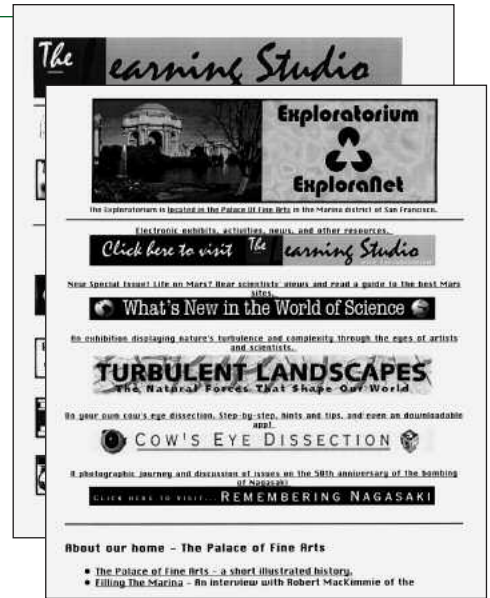 The Learning Studio
Exploratorium
ExploraNet
The Exploratorium is located in the Palace Of Fine Arts in the Marina district of San Francisco.
Electronic exhibits, activities, news, and other resources.
Click here to visit The Learning Studio
New Special Issue! Life on Mars? Hear scientists' views and read a guide to the best Mars
sites.
What's New in the World of Science
An exhibition displaying nature's turbulence and complexity through the eyes of artists
and scientists.
TURBULENT LANDSCAPES
The Natural Forces That Shape Our World
Do your own cow's eye dissection. Step-by-step, hints and tips, and even an downloadable
app!
COW'S EYE DISSECTION
A photographic journey and discussion of issues on the 50th anniversary of the bombing
of Nagasaki
CLICK HERE TO VISIT... REMEMBERING NAGASAKI
About our home - The Palace of Fine Arts
• The Palace of Fine Arts - a short illustrated history.
• Filling The Marina - An interview with Robert MacKimmie of the